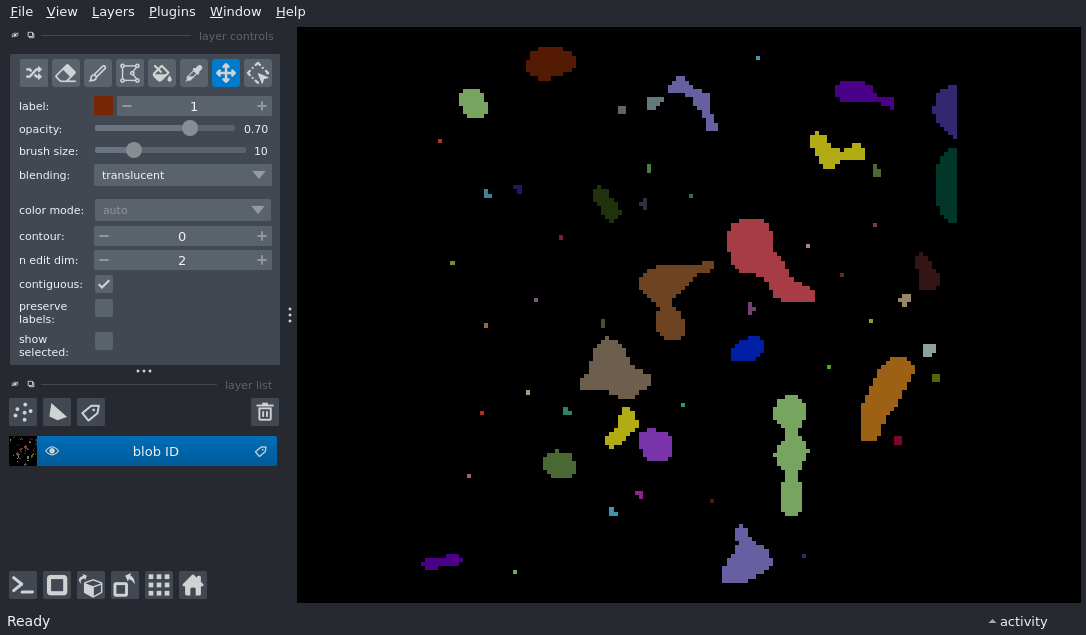 File View Layers Plugins Window Help
layer controls
label: 1
opacity: 0.70
brush size: 10
blending: translucent
color mode: auto
contour: 0
n edit dim: 2
contiguous:
preserve
labels:
show
selected:
layer list
blob ID
Ready
activity